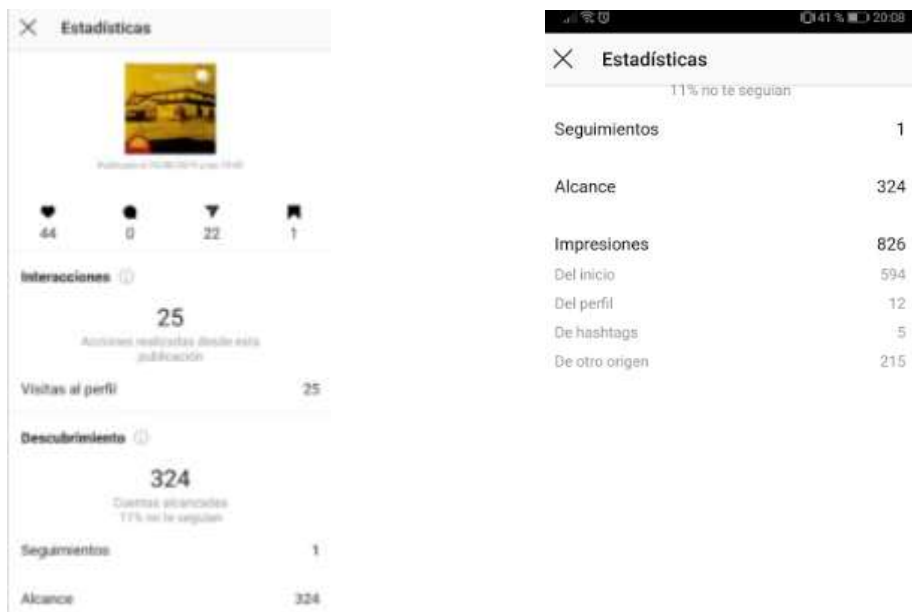 Estadísticas
44 0 22 1
Interacciones
25
Acciones realizadas desde esta
publicación
Visitas al perfil 25
Descubrimiento
324
Cuentas alcanzadas
11% no te seguían
Seguimientos 1
Alcance 324
41 % 20:08
Estadísticas
11% no te seguían
Seguimientos 1
Alcance 324
Impresiones 826
Del inicio 594
Del perfil 12
De hashtags 5
De otro origen 215